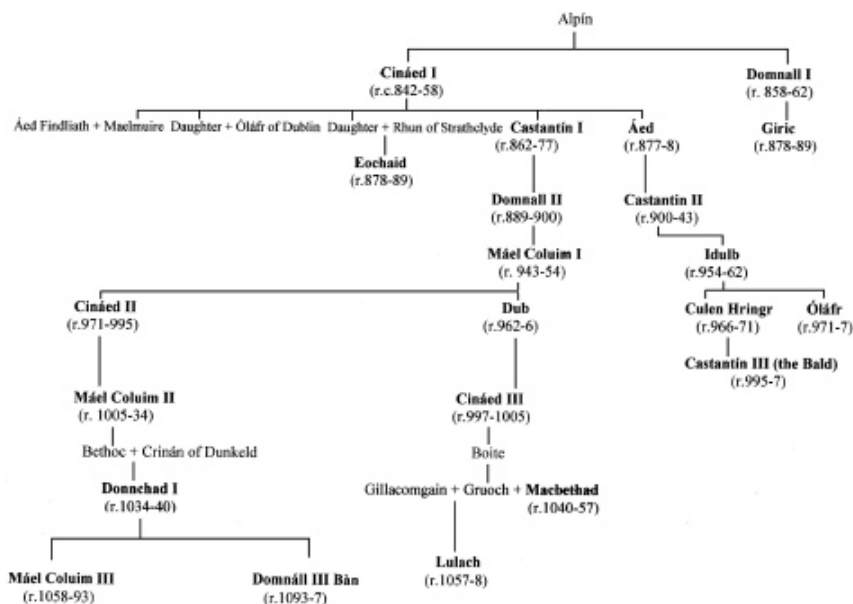 Alpín
Cináed I
(r.c.842-58)
Domnall I
(r. 858-62)
Áed Findliath + Maelmuire
Daughter + Óláfr of Dublin
Daughter + Rhun of Strathclyde
Castantín I
(r.862-77)
Áed
(r.877-8)
Giric
(r.878-89)
Eochaid
(r.878-89)
Domnall II
(r.889-900)
Castantin II
(r.900-43)
Máel Coluim I
(r. 943-54)
Idulb
(r.954-62)
Cináed II
(r.971-995)
Dub
(r.962-6)
Culen Hringr
(r.966-71)
Óláfr
(r.971-7)
Castantín III (the Bald)
(r.995-7)
Máel Coluim II
(r. 1005-34)
Cináed III
(r.997-1005)
Bethoc + Crinán of Dunkeld
Boite
Donnchad I
(r.1034-40)
Gillacomgain + Gruoch + Macbethad
(r.1040-57)
Máel Coluim III
(r.1058-93)
Domnáll III Bàn
(r.1093-7)
Lulach
(r.1057-8)